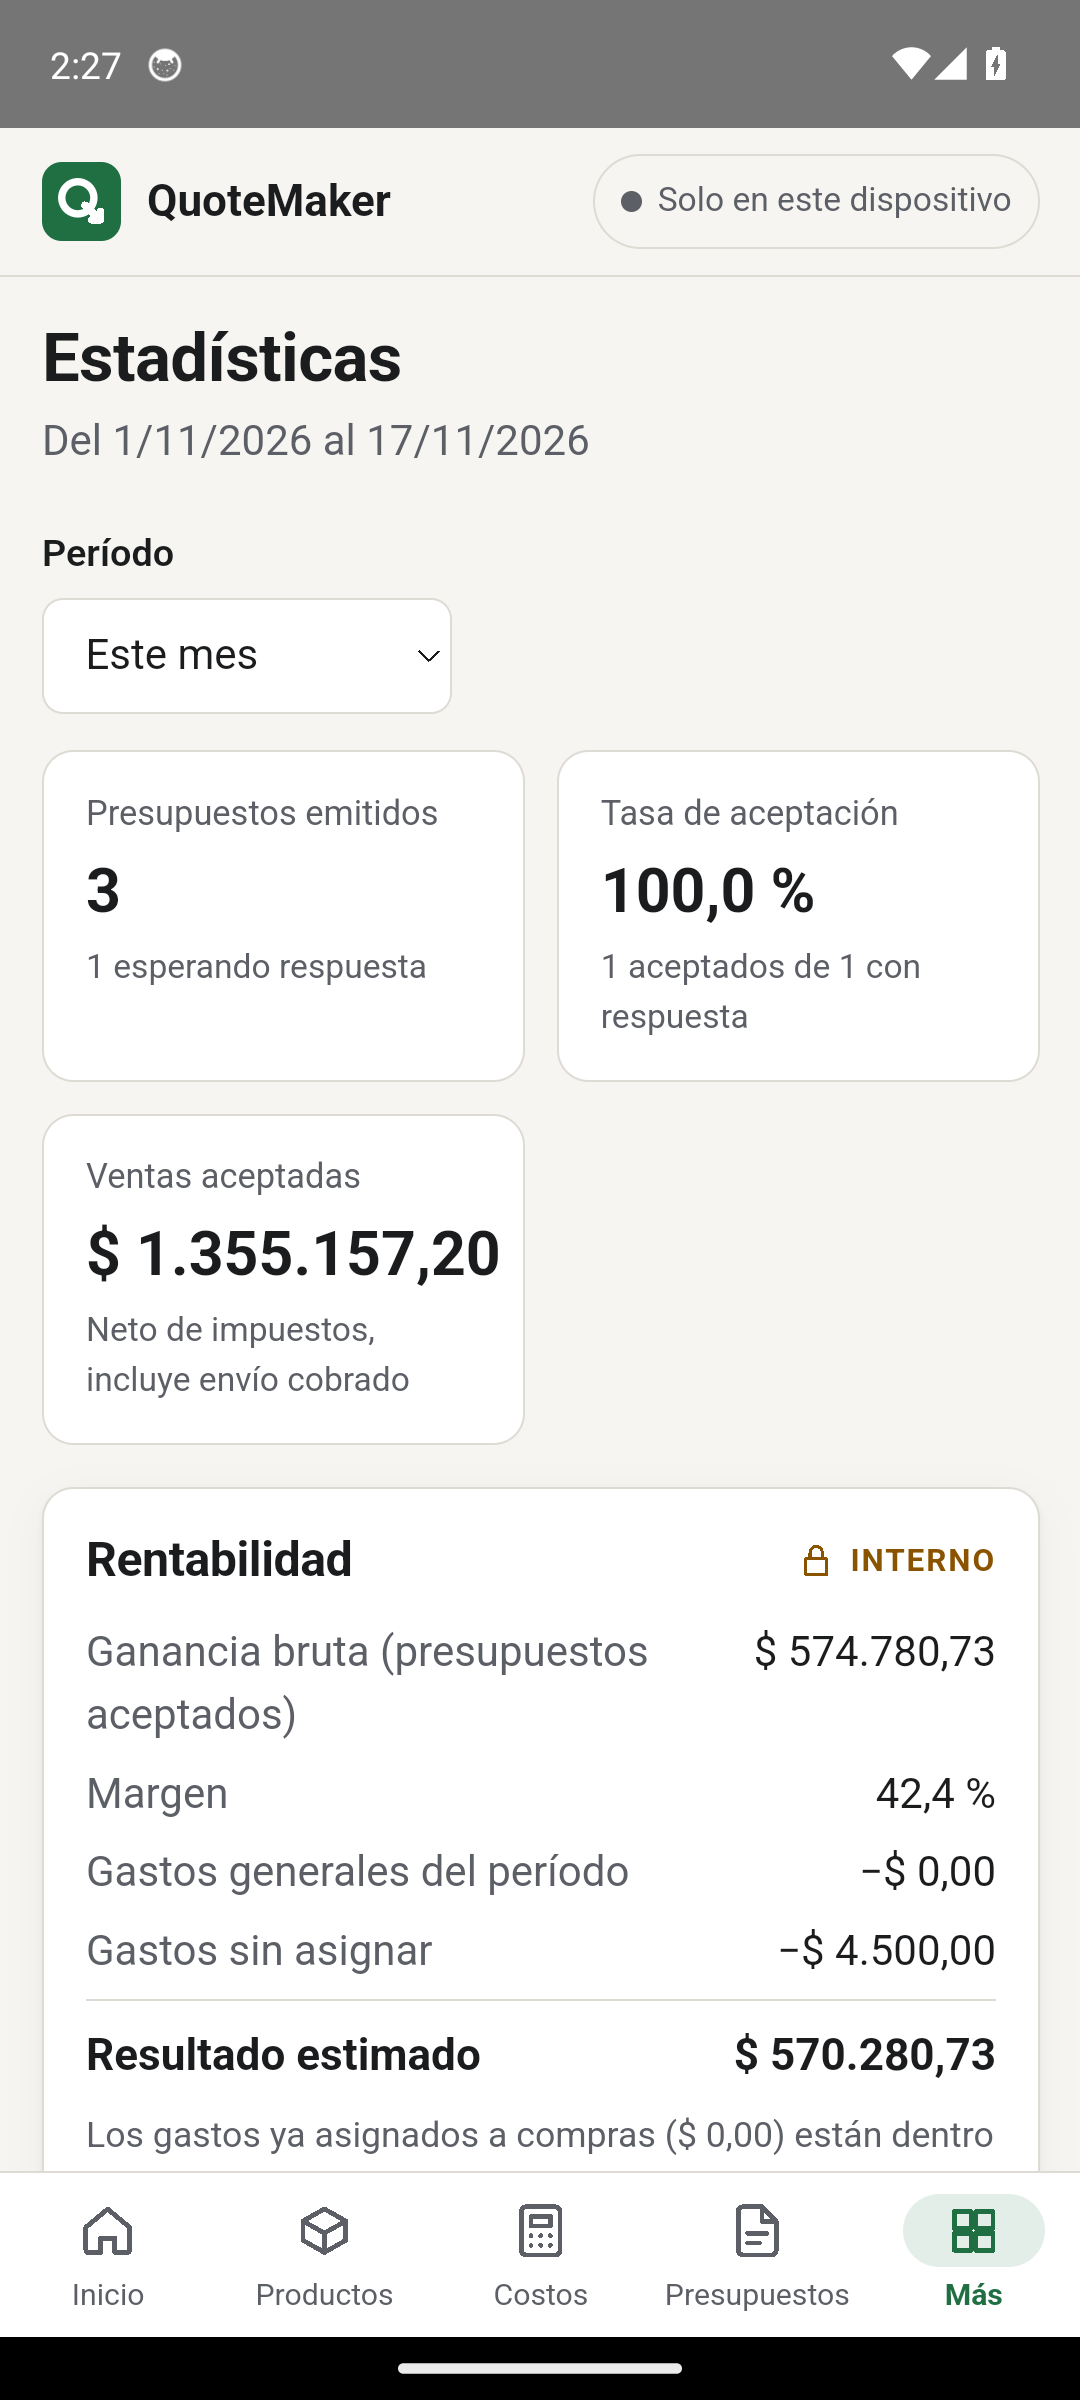 2:27
QuoteMaker
Solo en este dispositivo
Estadísticas
Del 1/11/2026 al 17/11/2026
Período
Este mes
Presupuestos emitidos
3
1 esperando respuesta
Tasa de aceptación
100,0 %
1 aceptados de 1 con
respuesta
Ventas aceptadas
$ 1.355.157,20
Neto de impuestos,
incluye envío cobrado
Rentabilidad
INTERNO
Ganancia bruta (presupuestos
aceptados)
$ 574.780,73
Margen
42,4 %
Gastos generales del período
−$ 0,00
Gastos sin asignar
−$ 4.500,00
Resultado estimado
$ 570.280,73
Los gastos ya asignados a compras ($ 0,00) están dentro
Inicio
Productos
Costos
Presupuestos
Más